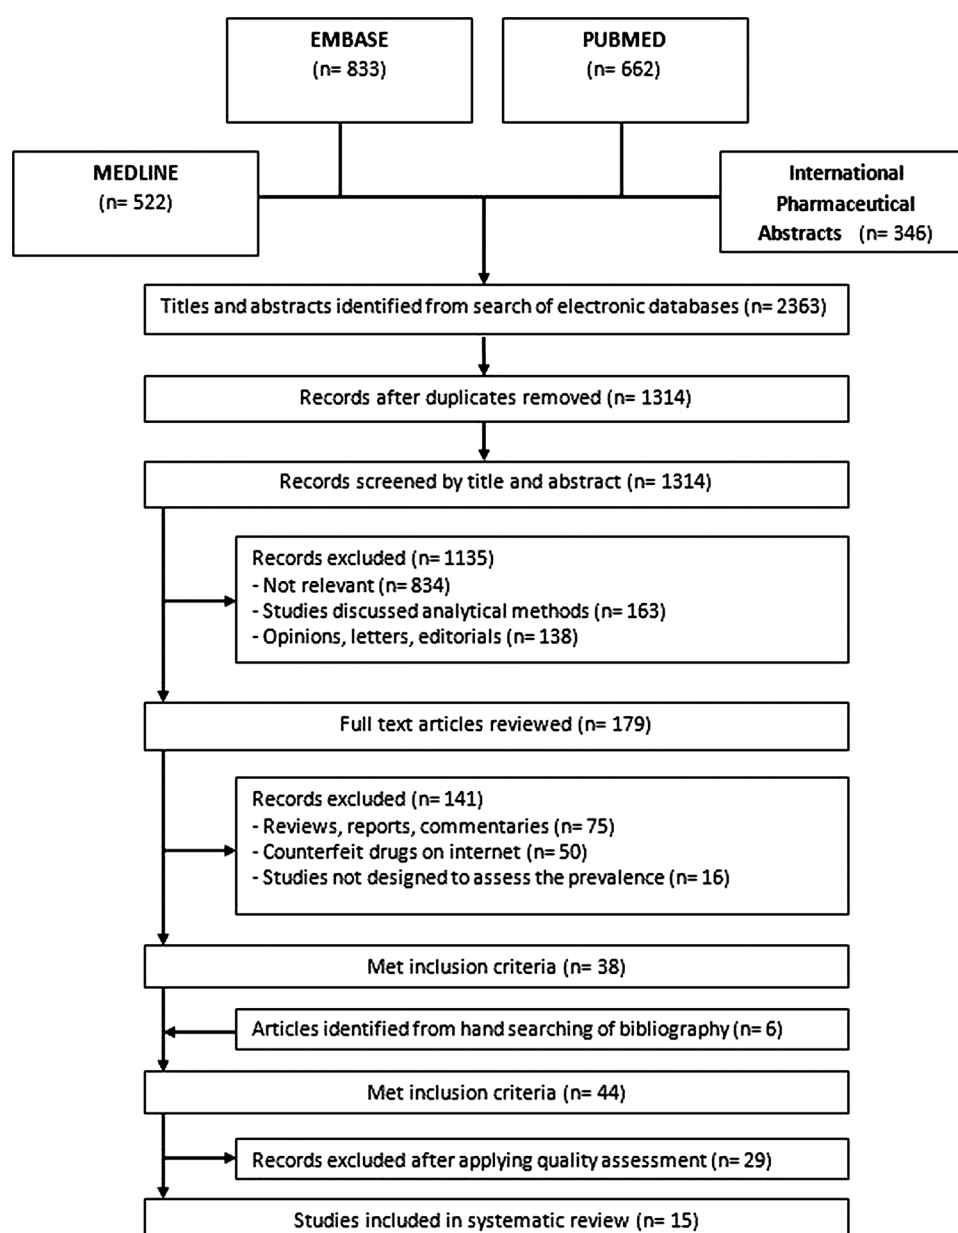 EMBASE
(n= 833)
PUBMED
(n= 662)
MEDLINE
(n= 522)
International
Pharmaceutical
Abstracts (n= 346)
Titles and abstracts identified from search of electronic databases (n= 2363)
Records after duplicates removed (n= 1314)
Records screened by title and abstract (n= 1314)
Records excluded (n= 1135)
- Not relevant (n= 834)
- Studies discussed analytical methods (n= 163)
- Opinions, letters, editorials (n= 138)
Full text articles reviewed (n= 179)
Records excluded (n= 141)
- Reviews, reports, commentaries (n= 75)
- Counterfeit drugs on internet (n= 50)
- Studies not designed to assess the prevalence (n= 16)
Met inclusion criteria (n= 38)
Articles identified from hand searching of bibliography (n= 6)
Met inclusion criteria (n= 44)
Records excluded after applying quality assessment (n= 29)
Studies included in systematic review (n= 15)